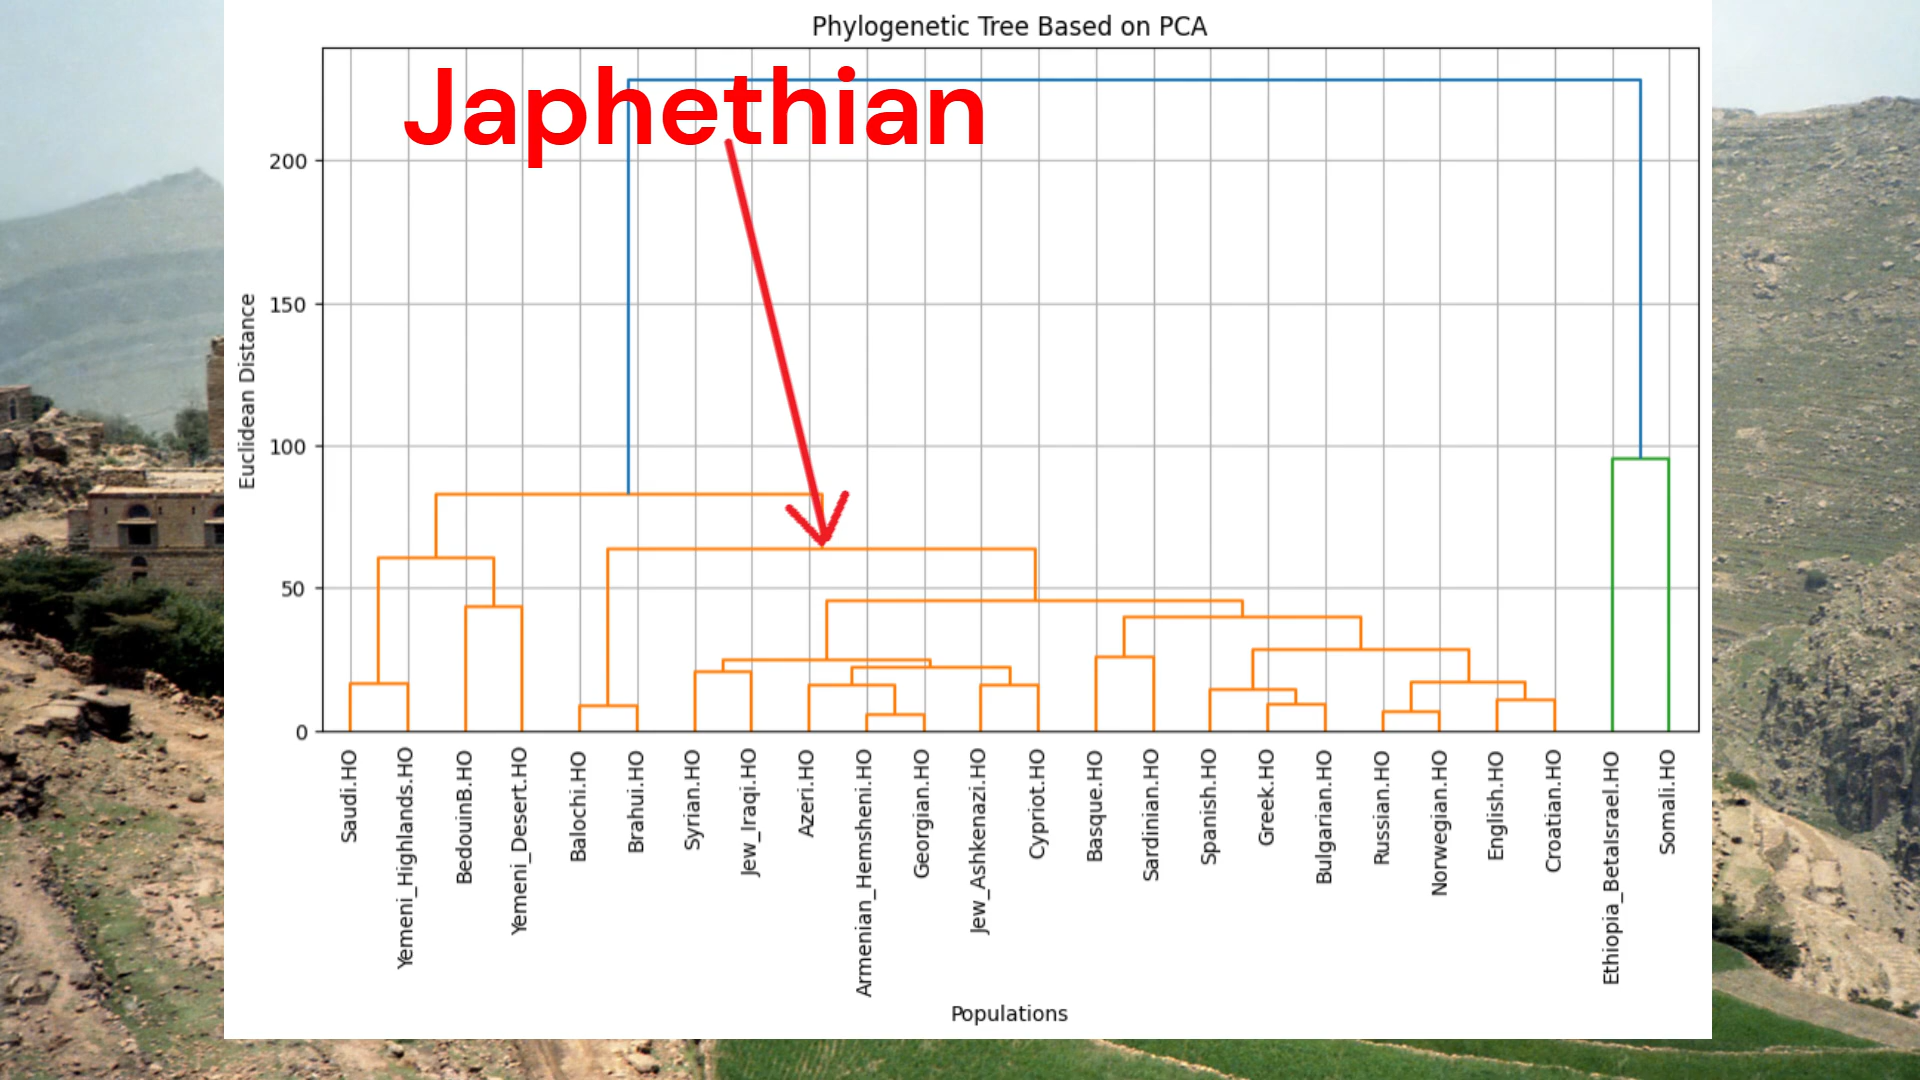 Phylogenetic Tree Based on PCA
Japhethian
Euclidean Distance
200
150
100
50
0
Saudi.HO
Yemeni_Highlands.HO
BedouinB.HO
Yemeni_Desert.HO
Balochi.HO
Brahui.HO
Syrian.HO
Jew_Iraqi.HO
Azeri.HO
Armenian_Hemsheni.HO
Georgian.HO
Jew_Ashkenazi.HO
Cypriot.HO
Basque.HO
Sardinian.HO
Spanish.HO
Greek.HO
Bulgarian.HO
Russian.HO
Norwegian.HO
English.HO
Croatian.HO
Ethiopia_BetaIsrael.HO
Somali.HO
Populations